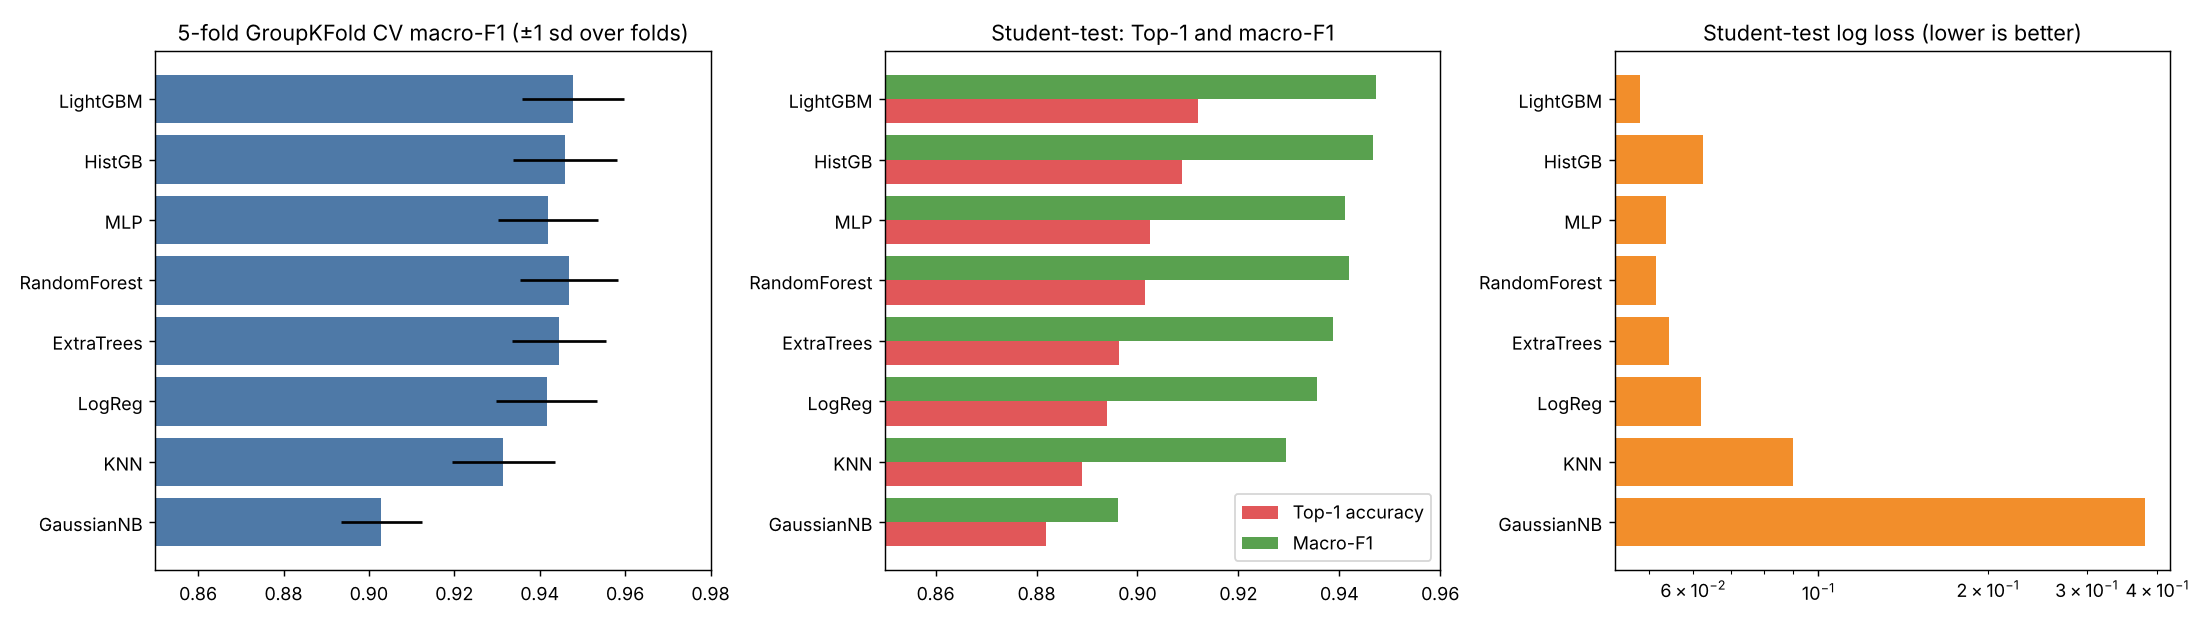 5-fold GroupKFold CV macro-F1 (±1 sd over folds)
LightGBM
HistGB
MLP
RandomForest
ExtraTrees
LogReg
KNN
GaussianNB
0.86 0.88 0.90 0.92 0.94 0.96 0.98
Student-test: Top-1 and macro-F1
LightGBM
HistGB
MLP
RandomForest
ExtraTrees
LogReg
KNN
GaussianNB
Top-1 accuracy
Macro-F1
0.86 0.88 0.90 0.92 0.94 0.96
Student-test log loss (lower is better)
LightGBM
HistGB
MLP
RandomForest
ExtraTrees
LogReg
KNN
GaussianNB
6 × 10⁻² 10⁻¹ 2 × 10⁻¹ 3 × 10⁻¹ 4 × 10⁻¹